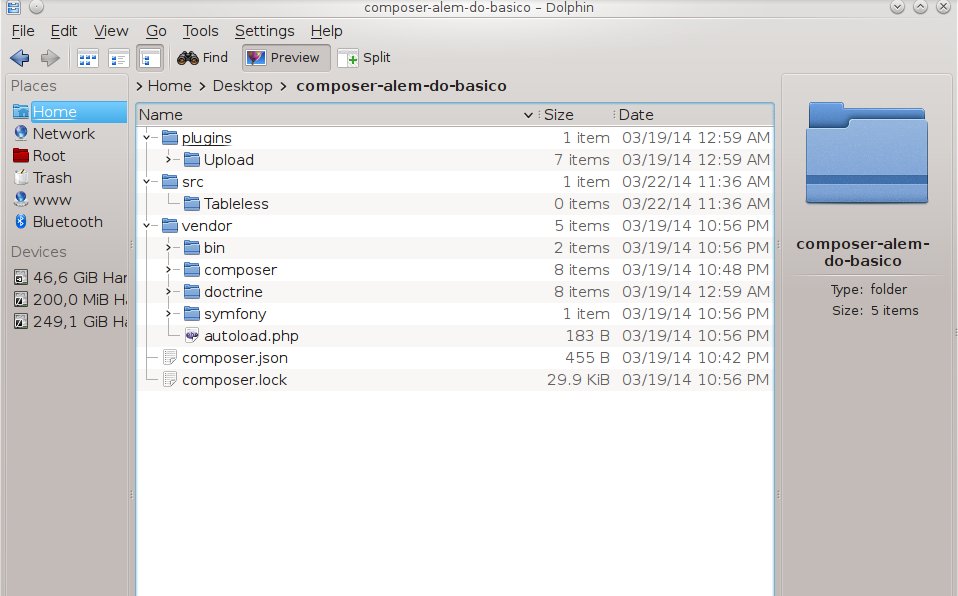 composer-alem-do-basico – Dolphin
File Edit View Go Tools Settings Help
Find Preview Split
Places
Home
Network
Root
Trash
www
Bluetooth
Devices
46,6 GiB Har
200,0 MiB Ha
249,1 GiB Ha
> Home > Desktop > composer-alem-do-basico
Name Size Date
plugins 1 item 03/19/14 12:59 AM
Upload 7 items 03/19/14 12:59 AM
src 1 item 03/22/14 11:36 AM
Tableless 0 items 03/22/14 11:36 AM
vendor 5 items 03/19/14 10:56 PM
bin 2 items 03/19/14 10:56 PM
composer 8 items 03/19/14 10:48 PM
doctrine 8 items 03/19/14 12:59 AM
symfony 1 item 03/19/14 10:56 PM
autoload.php 183 B 03/19/14 10:56 PM
composer.json 455 B 03/19/14 10:42 PM
composer.lock 29.9 KiB 03/19/14 10:56 PM
composer-alem-
do-basico
Type: folder
Size: 5 items